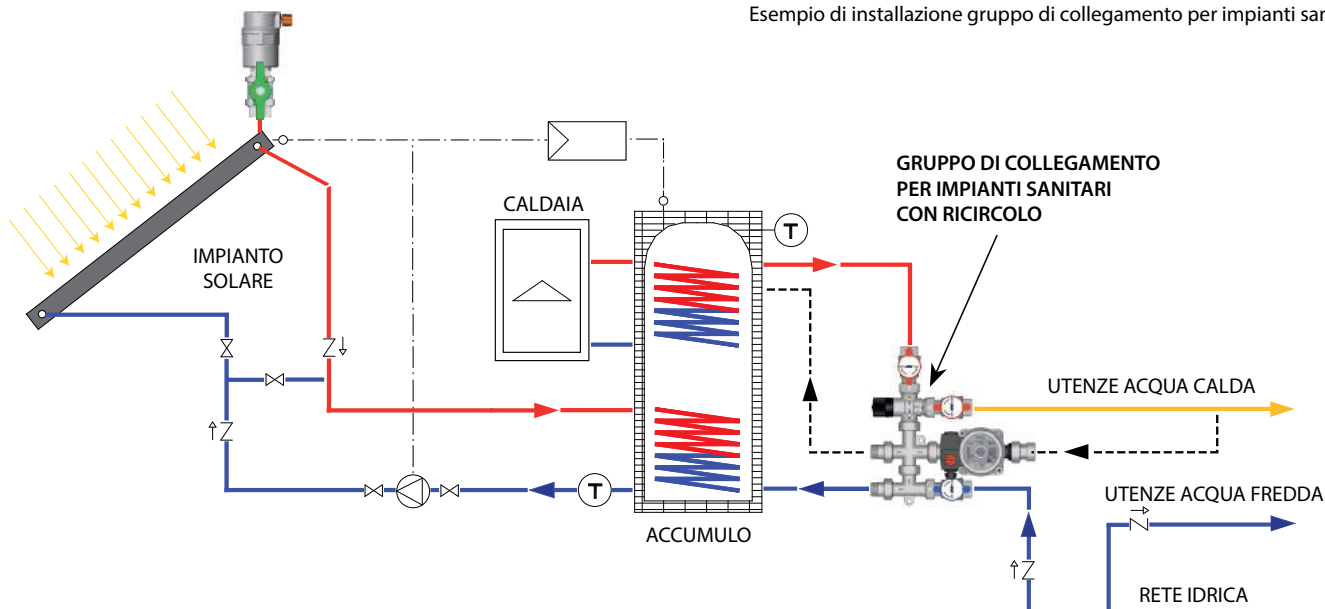 Esempio di installazione gruppo di collegamento per impianti
GRUPPO DI COLLEGAMENTO
PER IMPIANTI SANITARI
CON RICIRCOLO
CALDAIA
T
IMPIANTO
SOLARE
UTENZE ACQUA CALDA
T
UTENZE ACQUA FREDDA
ACCUMULO
RETE IDRICA